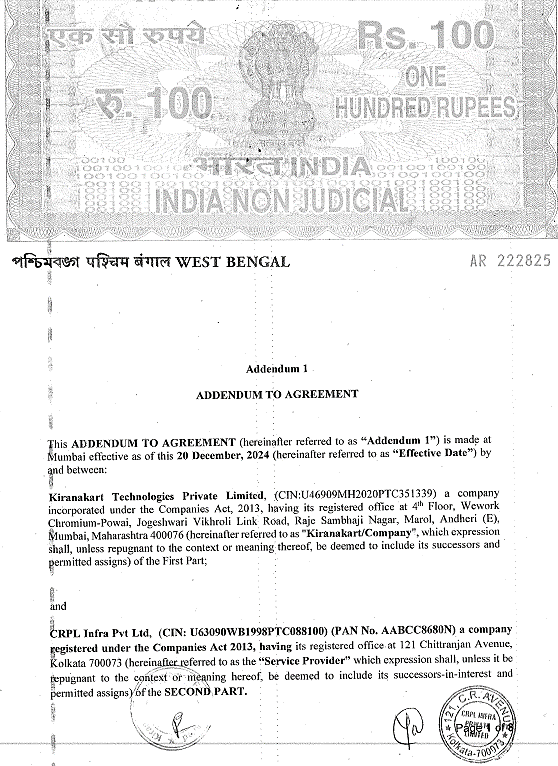 एक सौ रुपये
Rs. 100
रु. 100
ONE
HUNDRED RUPEES
भारत INDIA
INDIA NON JUDICIAL
পশ্চিমবঙ্গ पश्चिम बंगाल WEST BENGAL
AR 222825
Addendum 1
ADDENDUM TO AGREEMENT
This ADDENDUM TO AGREEMENT (hereinafter referred to as “Addendum 1”) is made at
Mumbai effective as of this 20 December, 2024 (hereinafter referred to as “Effective Date”) by
and between:
Kiranakart Technologies Private Limited, (CIN:U46909MH2020PTC351339) a company
incorporated under the Companies Act, 2013, having its registered office at 4th Floor, Wework
Chromium-Powai, Jogeshwari Vikhroli Link Road, Raje Sambhaji Nagar, Marol, Andheri (E),
Mumbai, Maharashtra 400076 (hereinafter referred to as "Kiranakart/Company", which expression
shall, unless repugnant to the context or meaning thereof, be deemed to include its successors and
permitted assigns) of the First Part;
and
CRPL Infra Pvt Ltd, (CIN: U63090WB1998PTC088100) (PAN No. AABCC8680N) a company
registered under the Companies Act 2013, having its registered office at 121 Chittranjan Avenue,
Kolkata 700073 (hereinafter referred to as the “Service Provider” which expression shall, unless it be
repugnant to the context or meaning hereof, be deemed to include its successors-in-interest and
permitted assigns) of the SECOND PART.
121, C.R. AVENUE
CRPL INFRA
PRIVATE
LIMITED
Kolkata-700073
Page 1 of 8